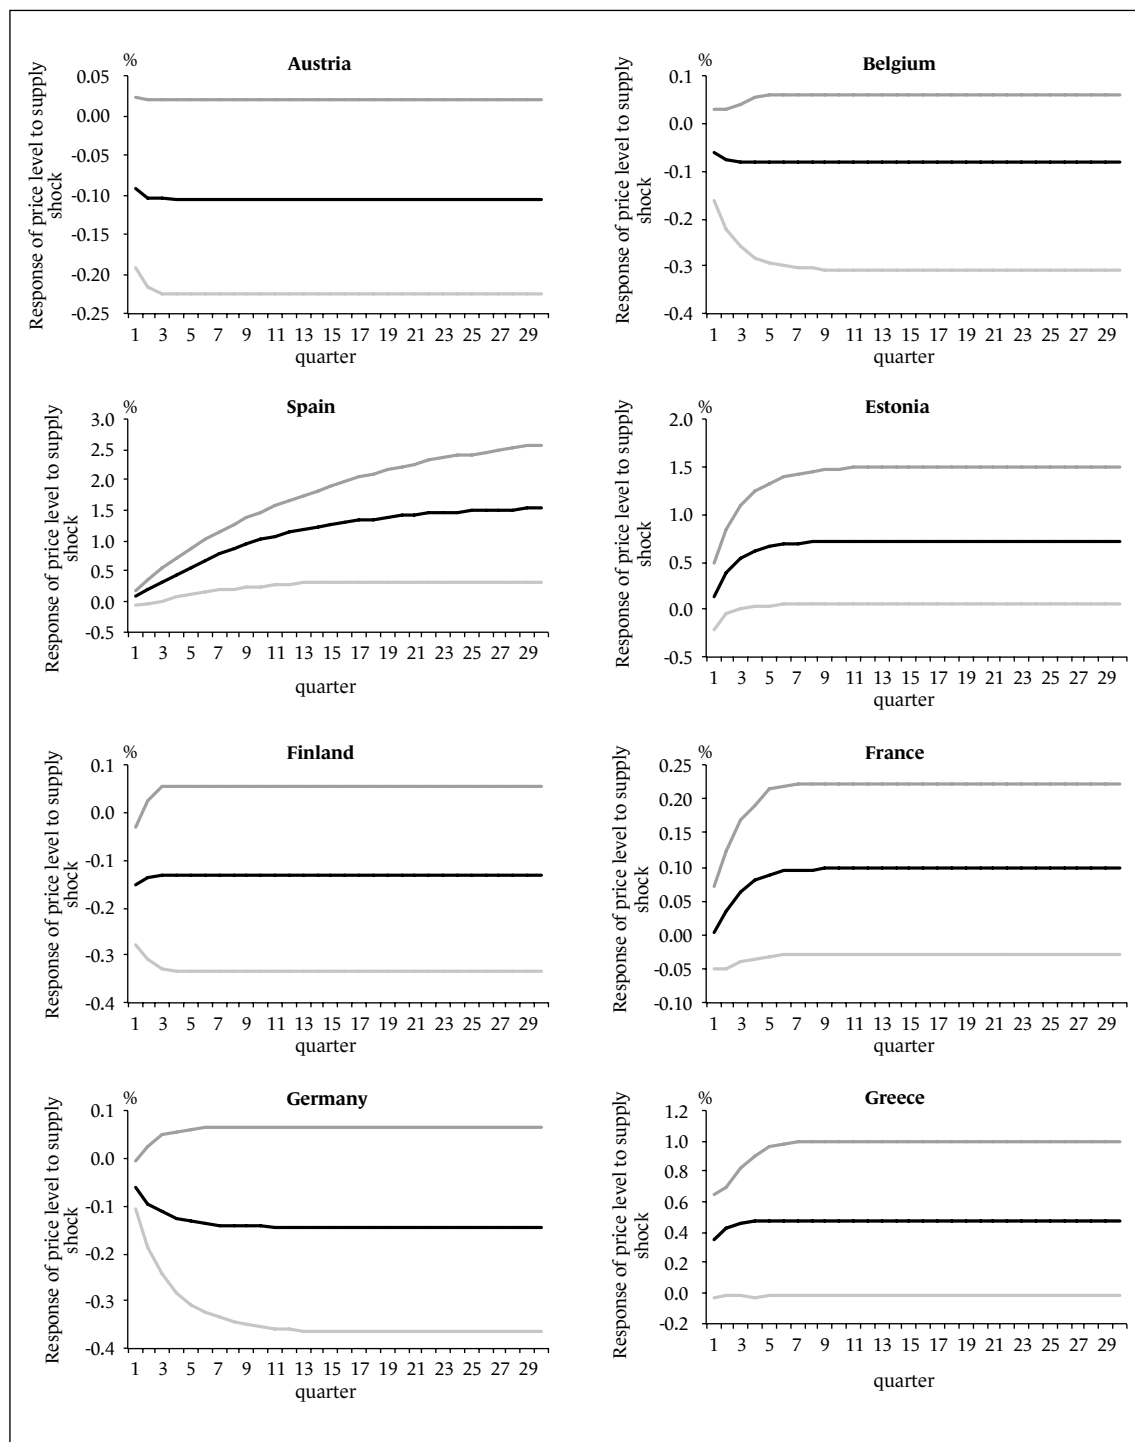 Austria
%
Response of price level to supply
shock
0.05
0.00
-0.05
-0.10
-0.15
-0.20
-0.25
1 3 5 7 9 11 13 15 17 19 21 23 25 27 29
quarter
Belgium
%
Response of price level to supply
shock
0.1
0.0
-0.1
-0.2
-0.3
-0.4
1 3 5 7 9 11 13 15 17 19 21 23 25 27 29
quarter
Spain
%
Response of price level to supply
shock
3.0
2.5
2.0
1.5
1.0
0.5
0.0
-0.5
1 3 5 7 9 11 13 15 17 19 21 23 25 27 29
quarter
Estonia
%
Response of price level to supply
shock
2.0
1.5
1.0
0.5
0.0
-0.5
1 3 5 7 9 11 13 15 17 19 21 23 25 27 29
quarter
Finland
%
Response of price level to supply
shock
0.1
0.0
-0.1
-0.2
-0.3
-0.4
1 3 5 7 9 11 13 15 17 19 21 23 25 27 29
quarter
France
%
Response of price level to supply
shock
0.25
0.20
0.15
0.10
0.05
0.00
-0.05
-0.10
1 3 5 7 9 11 13 15 17 19 21 23 25 27 29
quarter
Germany
%
Response of price level to supply
shock
0.1
0.0
-0.1
-0.2
-0.3
-0.4
1 3 5 7 9 11 13 15 17 19 21 23 25 27 29
quarter
Greece
%
Response of price level to supply
shock
1.2
1.0
0.8
0.6
0.4
0.2
0.0
-0.2
1 3 5 7 9 11 13 15 17 19 21 23 25 27 29
quarter